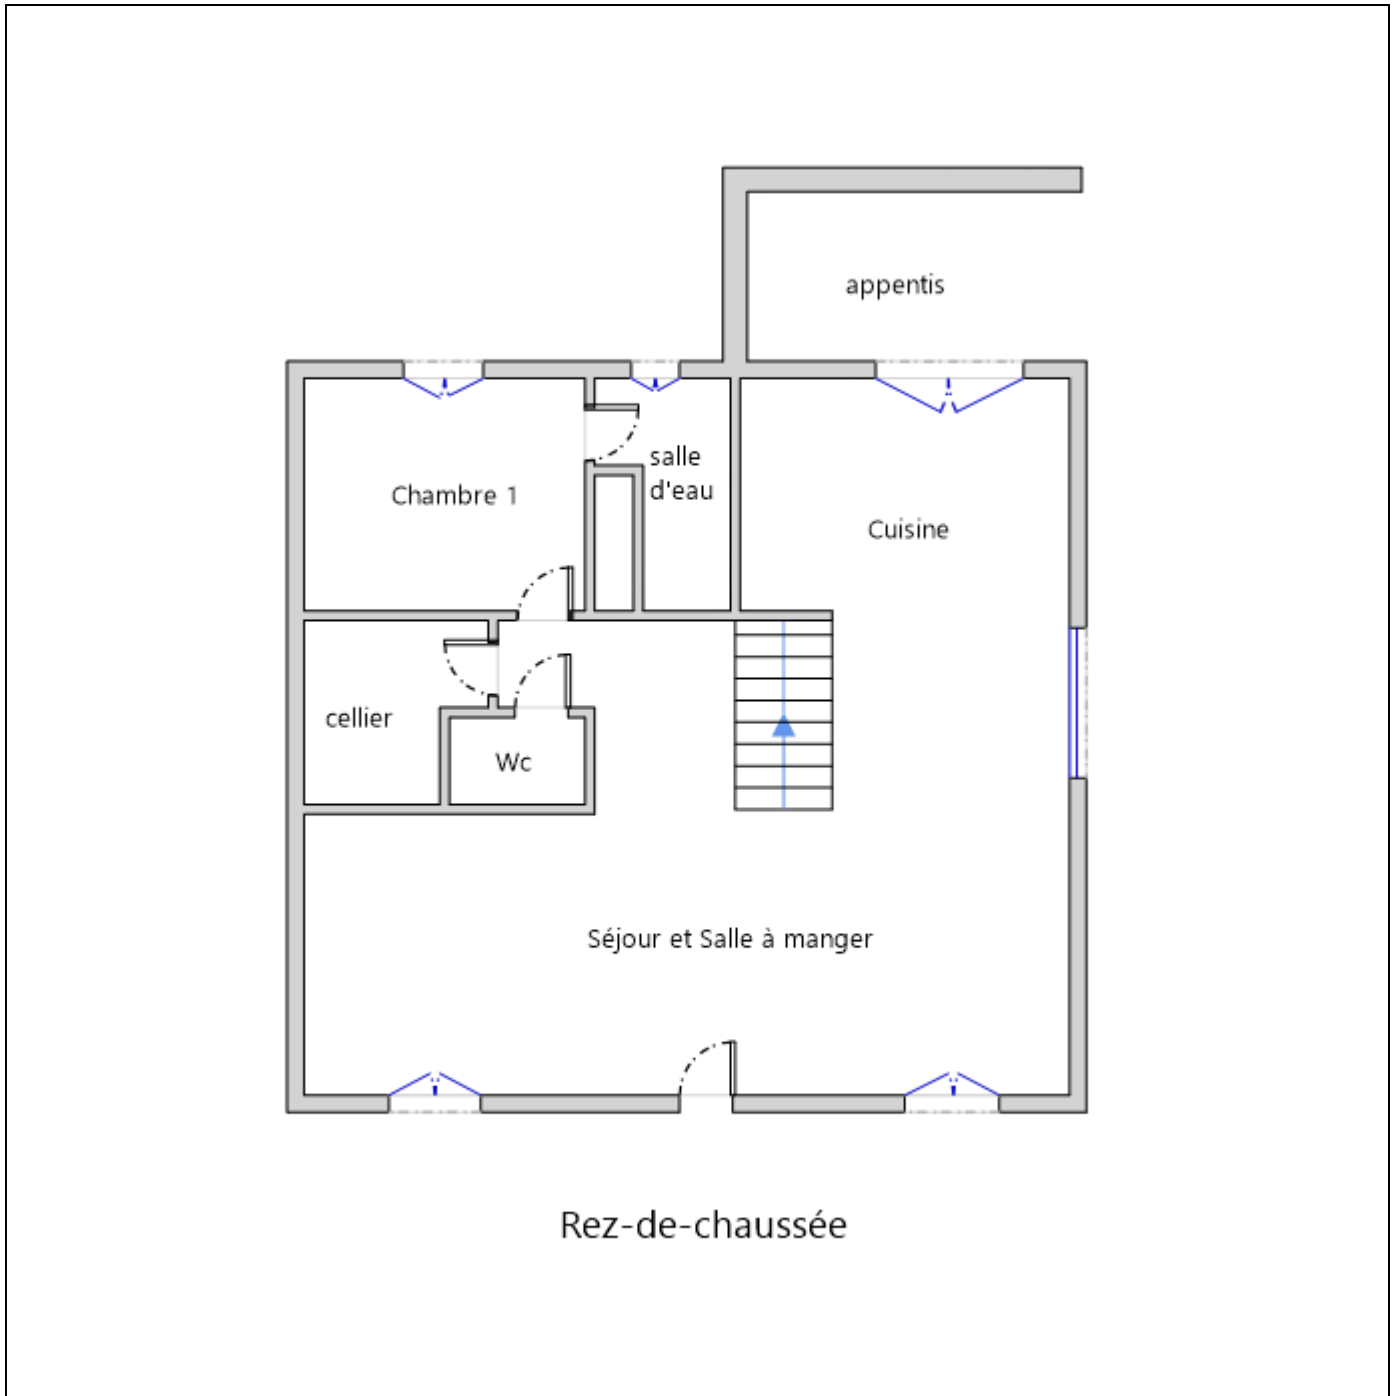 appentis
salle
d'eau
Chambre 1
Cuisine
cellier
Wc
Séjour et Salle à manger
Rez-de-chaussée